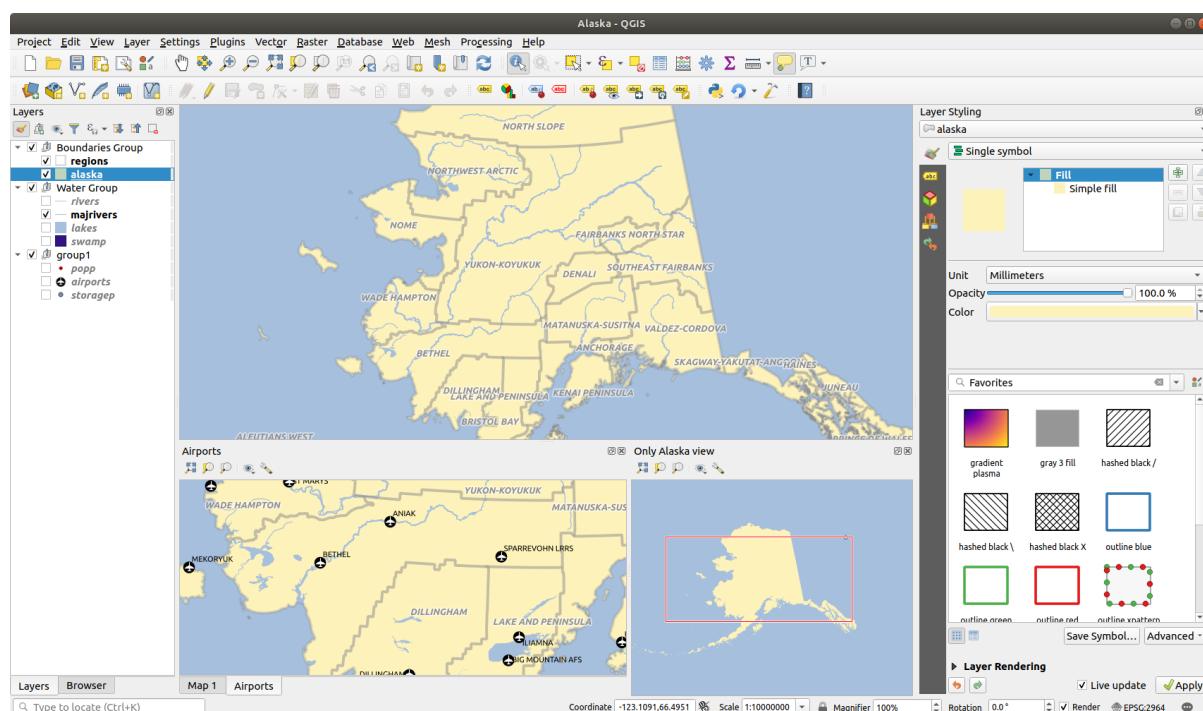 Alaska - QGIS
Project Edit View Layer Settings Plugins Vector Raster Database Web Mesh Processing Help
Layers
Boundaries Group
regions
alaska
Water Group
rivers
majrivers
lakes
swamp
group1
popp
airports
storagep
Layers Browser
Type to locate (Ctrl+K)
NORTH SLOPE
NORTHWEST ARCTIC
NOME
FAIRBANKS NORTH STAR
YUKON-KOYUKUK
DENALI
SOUTHEAST FAIRBANKS
WADE HAMPTON
MATANUSKA-SUSITNA
VALDEZ-CORDOVA
ANCHORAGE
BETHEL
SKAGWAY-YAKUTAT-ANGOON
HAINES
JUNEAU
DILLINGHAM
LAKE AND PENINSULA
KENAI PENINSULA
BRISTOL BAY
ALEUTIANS WEST
PRINCE OF WALES
Airports
ST MARYS
YUKON-KOYUKUK
WADE HAMPTON
MATANUSKA-SUS
ANIAK
SPARREVOHN LRRS
BETHEL
MEKORYUK
DILLINGHAM
LAKE AND PENINSULA
ILIAMNA
BIG MOUNTAIN AFS
DILLINGHAM
Map 1 Airports
Only Alaska view
Layer Styling
alaska
Single symbol
Fill
Simple fill
Unit Millimeters
Opacity 100.0 %
Color
Favorites
gradient plasma
gray 3 fill
hashed black /
hashed black \
hashed black X
outline blue
outline green
outline red
outline xpattern
Save Symbol... Advanced
Layer Rendering
Live update Apply
Coordinate -123.1091,66.4951 Scale 1:10000000 Magnifier 100% Rotation 0.0 ° Render EPSG:2964